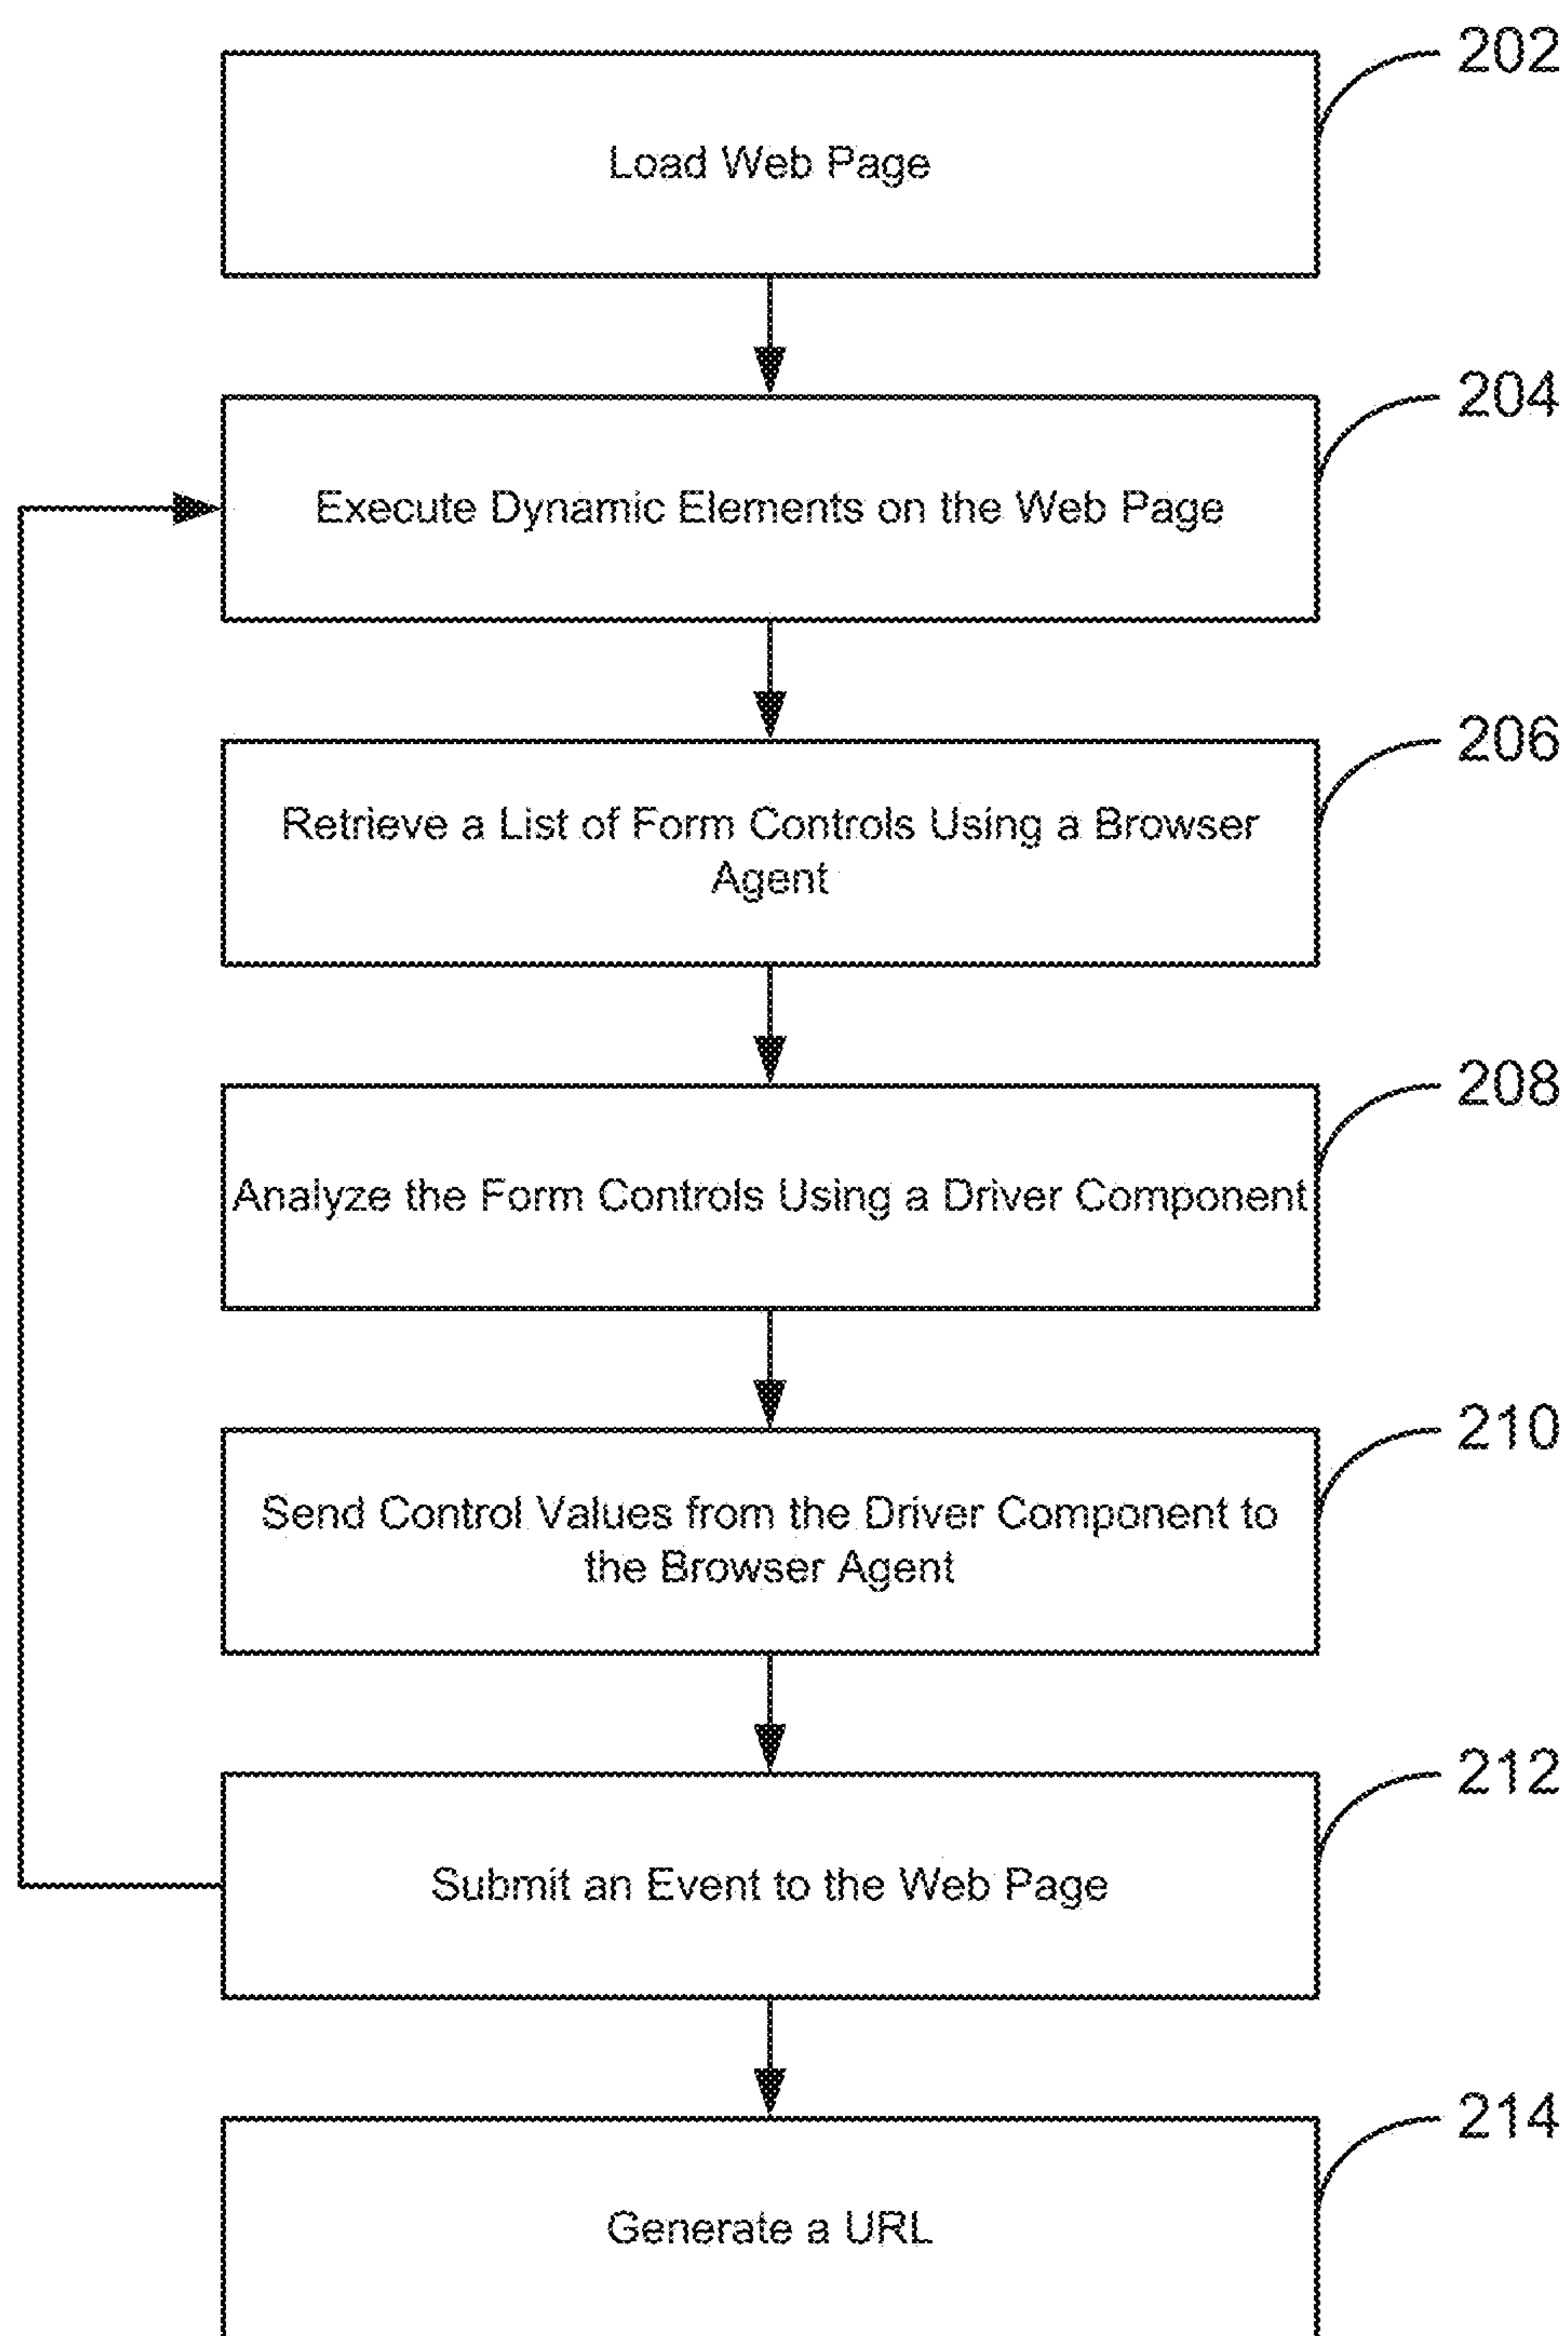 202
Load Web Page
204
Execute Dynamic Elements on the Web Page
206
Retrieve a List of Form Controls Using a Browser
Agent
208
Analyze the Form Controls Using a Driver Component
210
Send Control Values from the Driver Component to
the Browser Agent
212
Submit an Event to the Web Page
214
Generate a URL